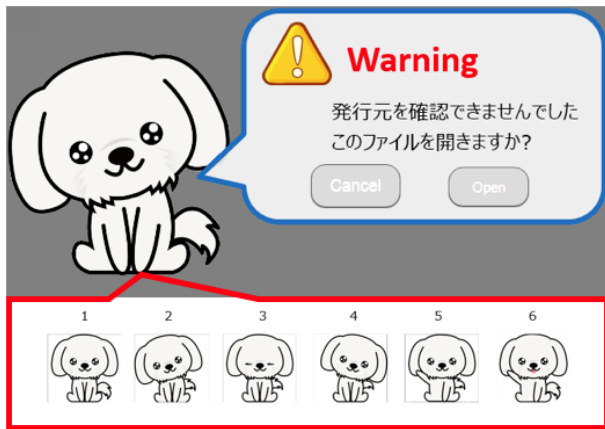 Warning
発行元を確認できませんでした
このファイルを開きますか?
Cancel
Open
1 2 3 4 5 6